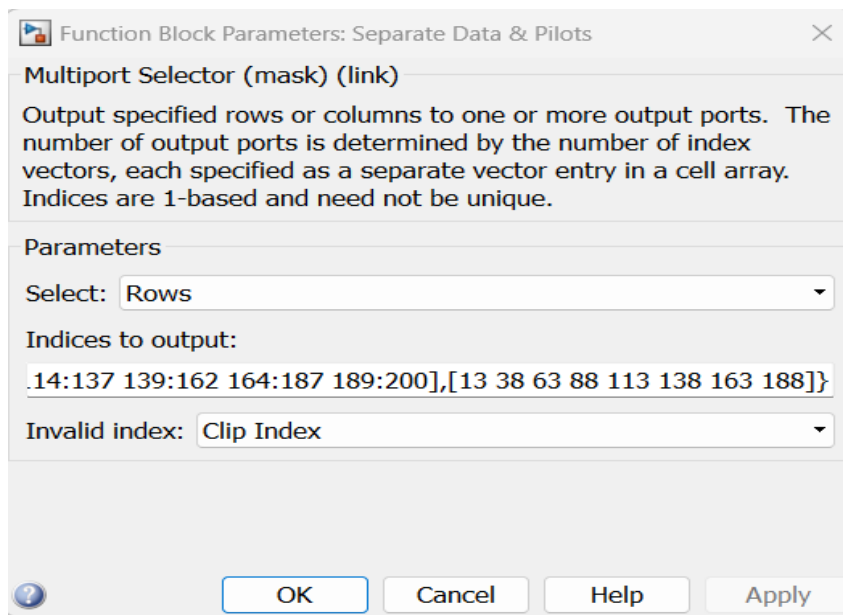 Function Block Parameters: Separate Data & Pilots
Multiport Selector (mask) (link)
Output specified rows or columns to one or more output ports. The
number of output ports is determined by the number of index
vectors, each specified as a separate vector entry in a cell array.
Indices are 1-based and need not be unique.
Parameters
Select: Rows
Indices to output:
14:137 139:162 164:187 189:200],[13 38 63 88 113 138 163 188]}
Invalid index: Clip Index
?
OK Cancel Help Apply